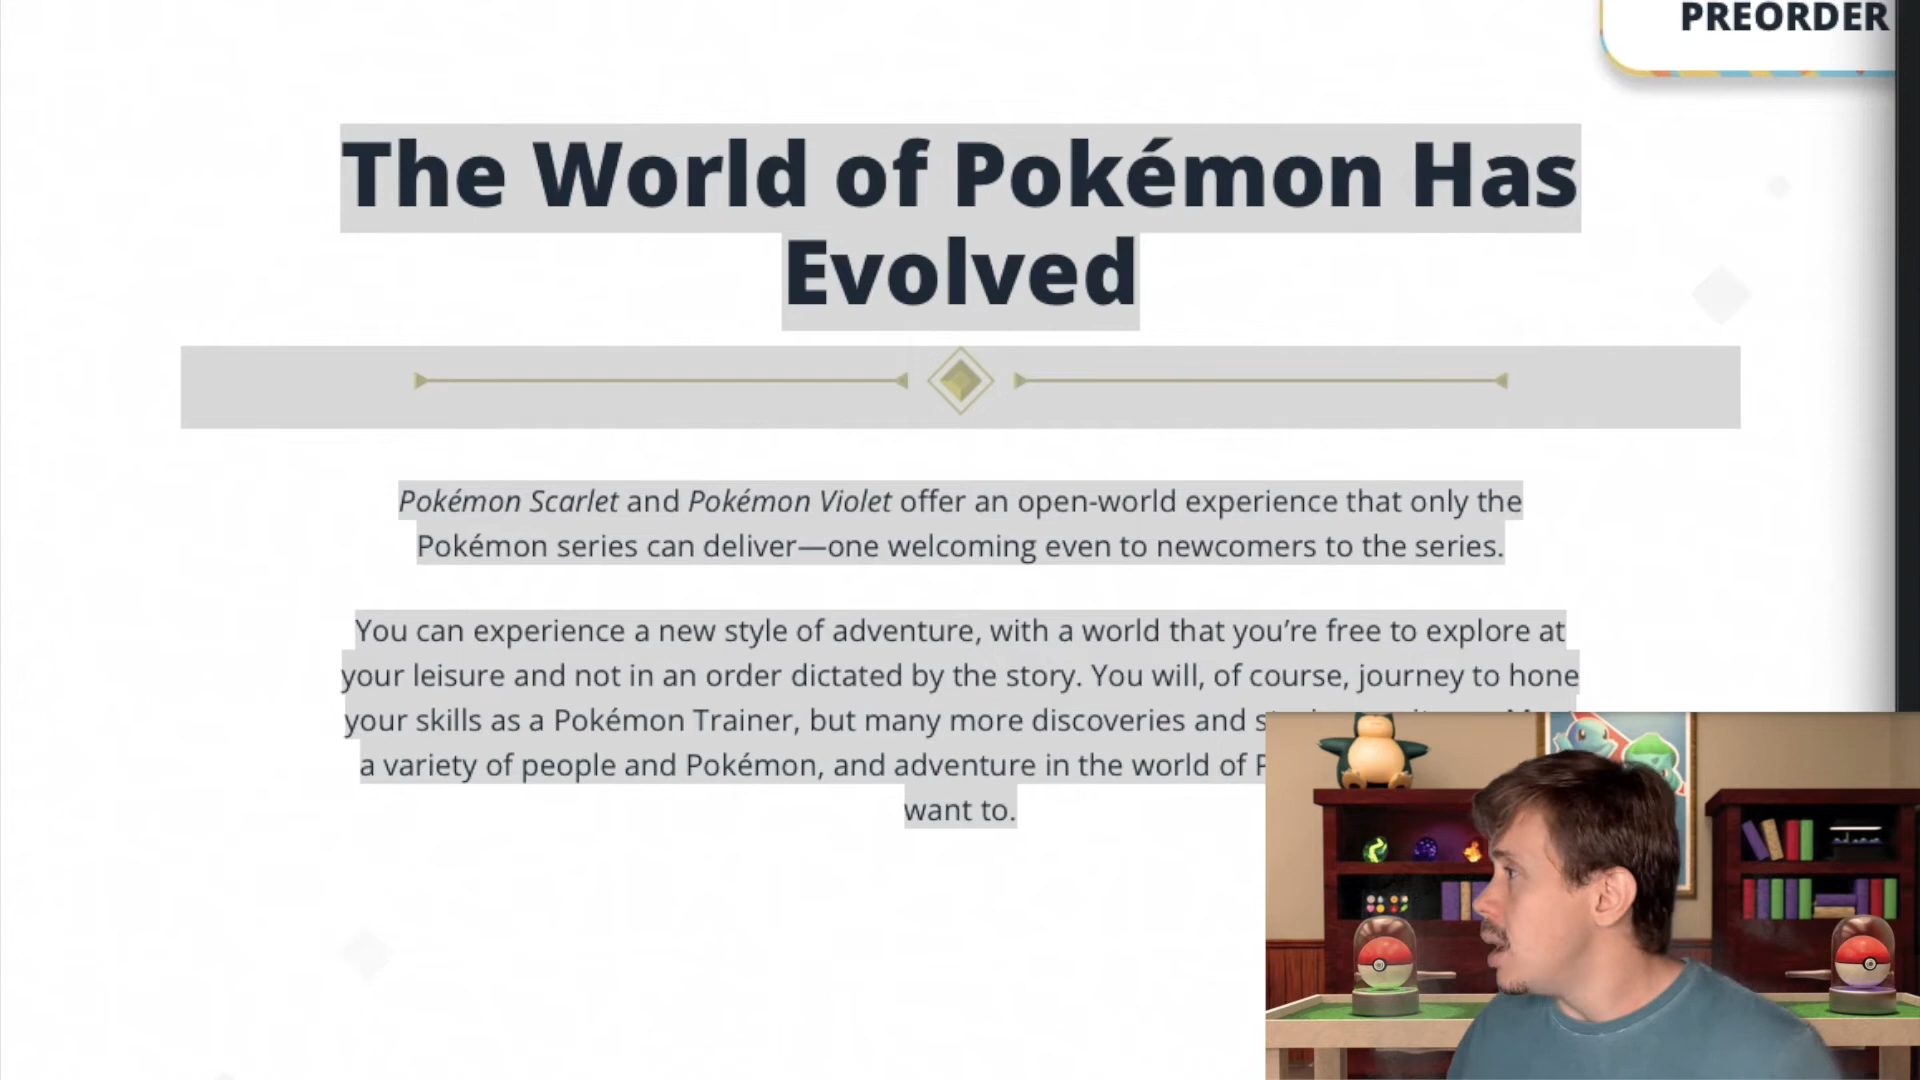 PREORDER
The World of Pokémon Has
Evolved
Pokémon Scarlet and Pokémon Violet offer an open-world experience that only the
Pokémon series can deliver—one welcoming even to newcomers to the series.
You can experience a new style of adventure, with a world that you’re free to explore at
your leisure and not in an order dictated by the story. You will, of course, journey to hone
your skills as a Pokémon Trainer, but many more discoveries and
a variety of people and Pokémon, and adventure in the world of
want to.